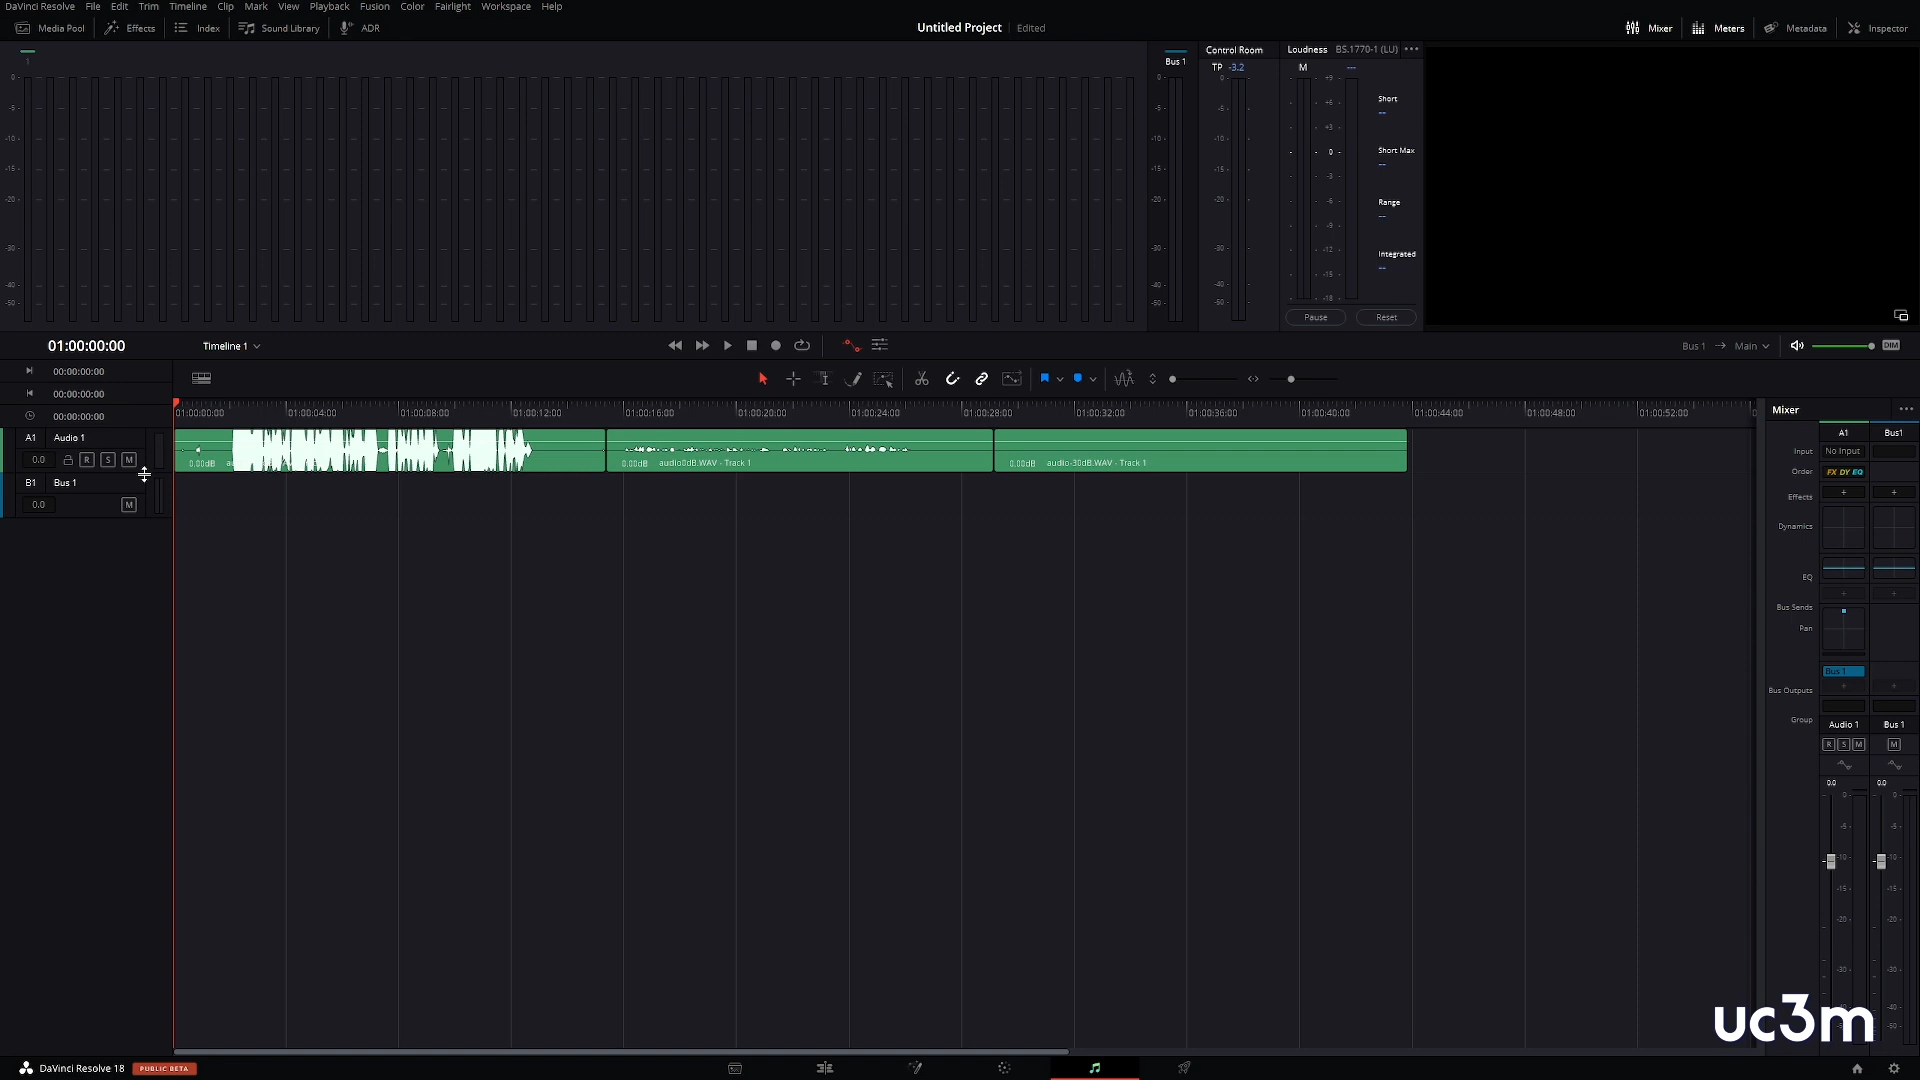 DaVinci Resolve File Edit Trim Timeline Clip Mark View Playback Fusion Color Fairlight Workspace Help
Media Pool Effects Index Sound Library ADR Untitled Project Edited Mixer Meters Metadata Inspector
Bus 1 Control Room Loudness BS.1770-1 (LU)
TP -3.2 M
Short
Short Max
Range
Integrated
Pause Reset
01:00:00:00 Timeline 1 Bus 1 Main DIM
00:00:00:00
00:00:00:00
00:00:00:00
01:00:00:00 01:00:04:00 01:00:08:00 01:00:12:00 01:00:16:00 01:00:20:00 01:00:24:00 01:00:28:00 01:00:32:00 01:00:36:00 01:00:40:00 01:00:44:00 01:00:48:00 01:00:52:00
A1 Audio 1
0.0 R S M
0.00dB
0.00dB audio0dB.WAV - Track 1
0.00dB audio-30dB.WAV - Track 1
B1 Bus 1
0.0 M
Mixer
A1 Bus1
Input No Input
Order FX DY EQ
Effects + +
Dynamics
EQ
Bus Sends
Pan
Bus 1
Bus Outputs
Group
Audio 1 Bus 1
R S M M
0.0 0.0
uc3m
DaVinci Resolve 18 PUBLIC BETA